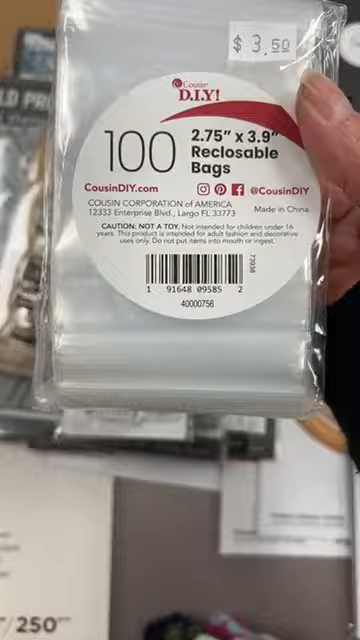 $ 3.50
Cousin
D.I.Y!
100
2.75" x 3.9"
Reclosable
Bags
CousinDIY.com
@CousinDIY
COUSIN CORPORATION of AMERICA
12333 Enterprise Blvd., Largo FL 33773
Made in China
CAUTION: NOT A TOY. Not intended for children under 16
years. This product is intended for adult fashion and decorative
uses only. Do not put items into mouth or ingest.
73936
1 91648 09585 2
40000756
/250